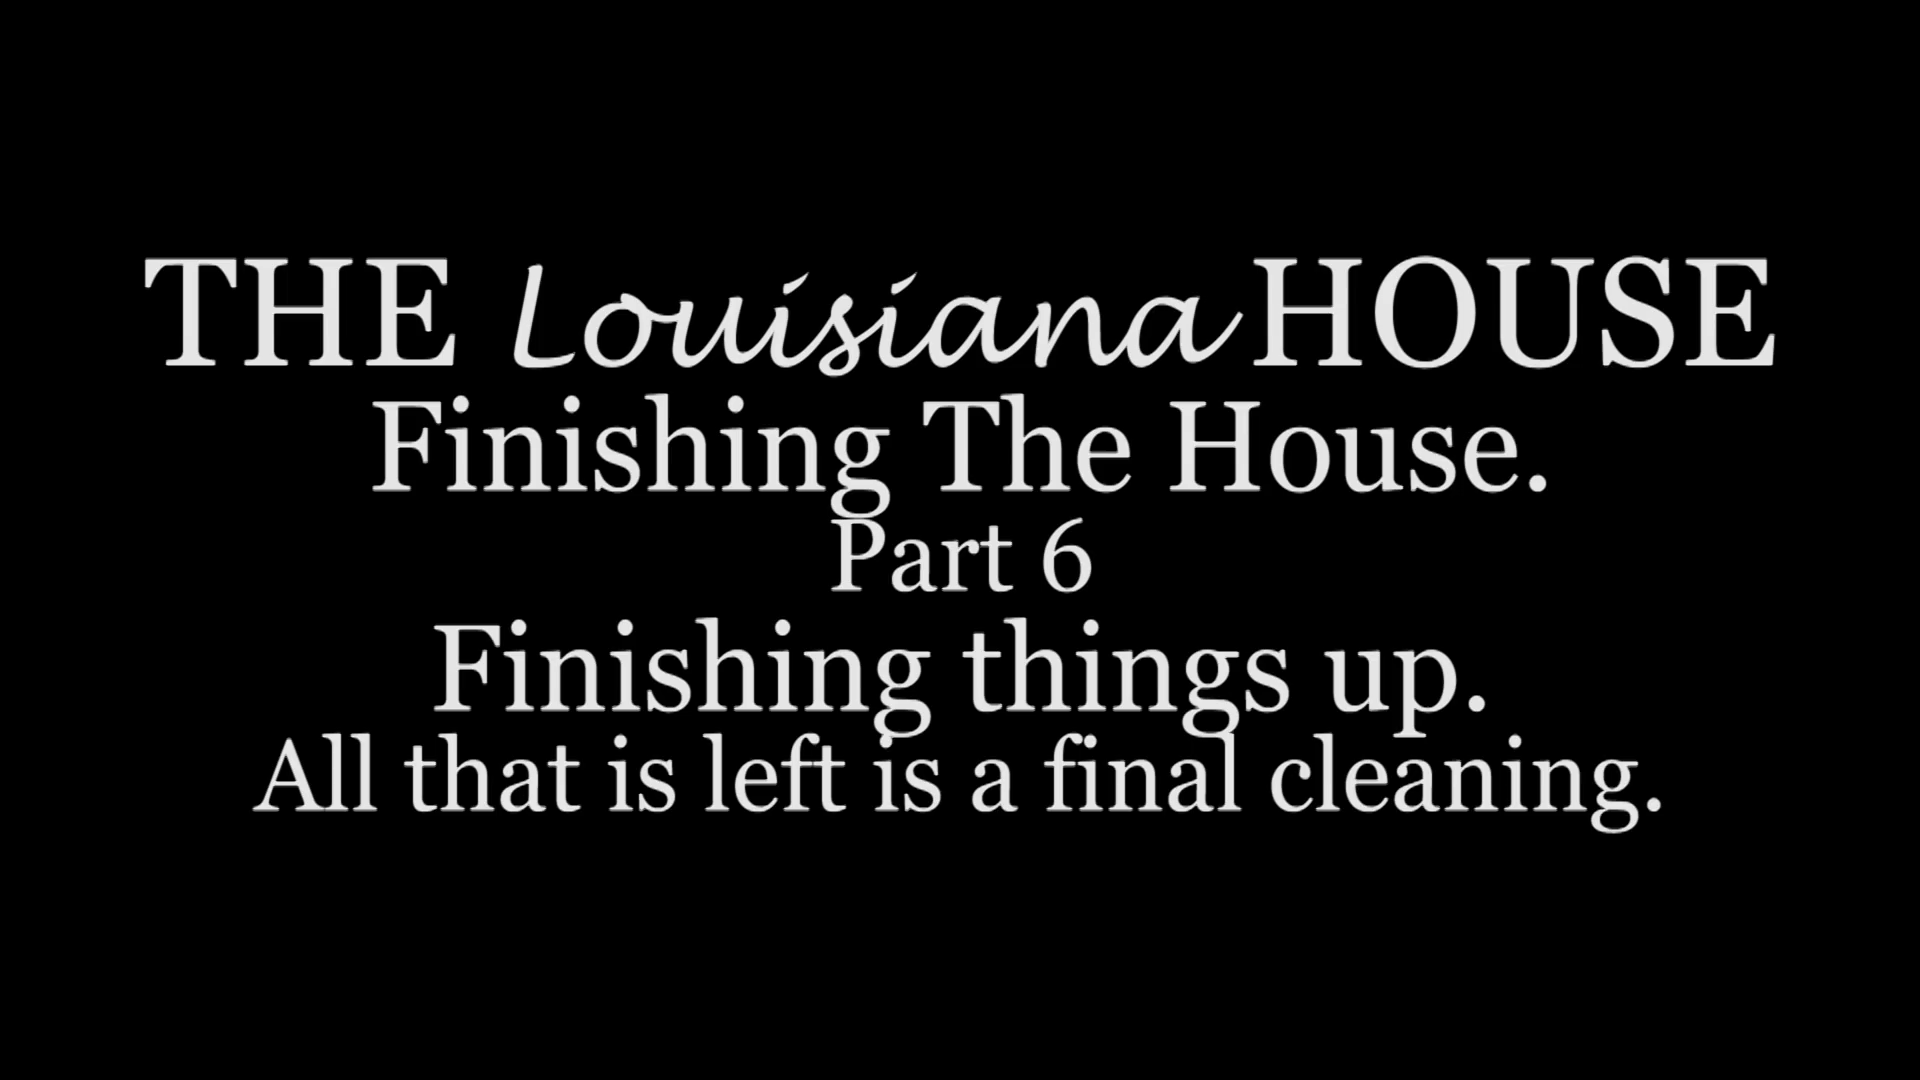 THE Louisiana HOUSE
Finishing The House.
Part 6
Finishing things up.
All that is left is a final cleaning.